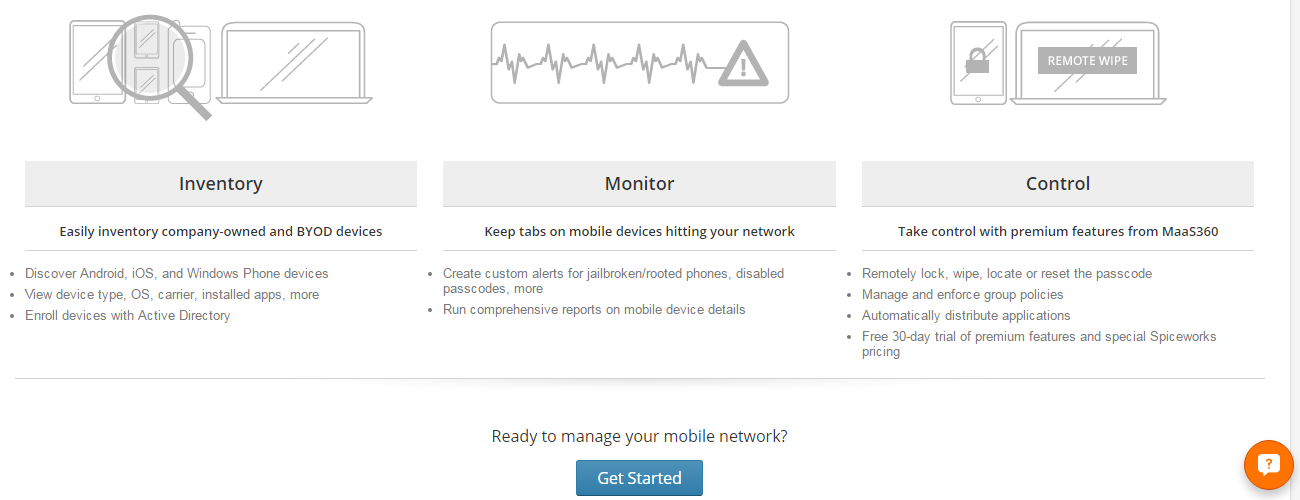 REMOTE WIPE
Inventory
Easily inventory company-owned and BYOD devices
Discover Android, iOS, and Windows Phone devices
View device type, OS, carrier, installed apps, more
Enroll devices with Active Directory
Monitor
Keep tabs on mobile devices hitting your network
Create custom alerts for jailbroken/rooted phones, disabled
passcodes, more
Run comprehensive reports on mobile device details
Control
Take control with premium features from MaaS360
Remotely lock, wipe, locate or reset the passcode
Manage and enforce group policies
Automatically distribute applications
Free 30-day trial of premium features and special Spiceworks
pricing
Ready to manage your mobile network?
Get Started